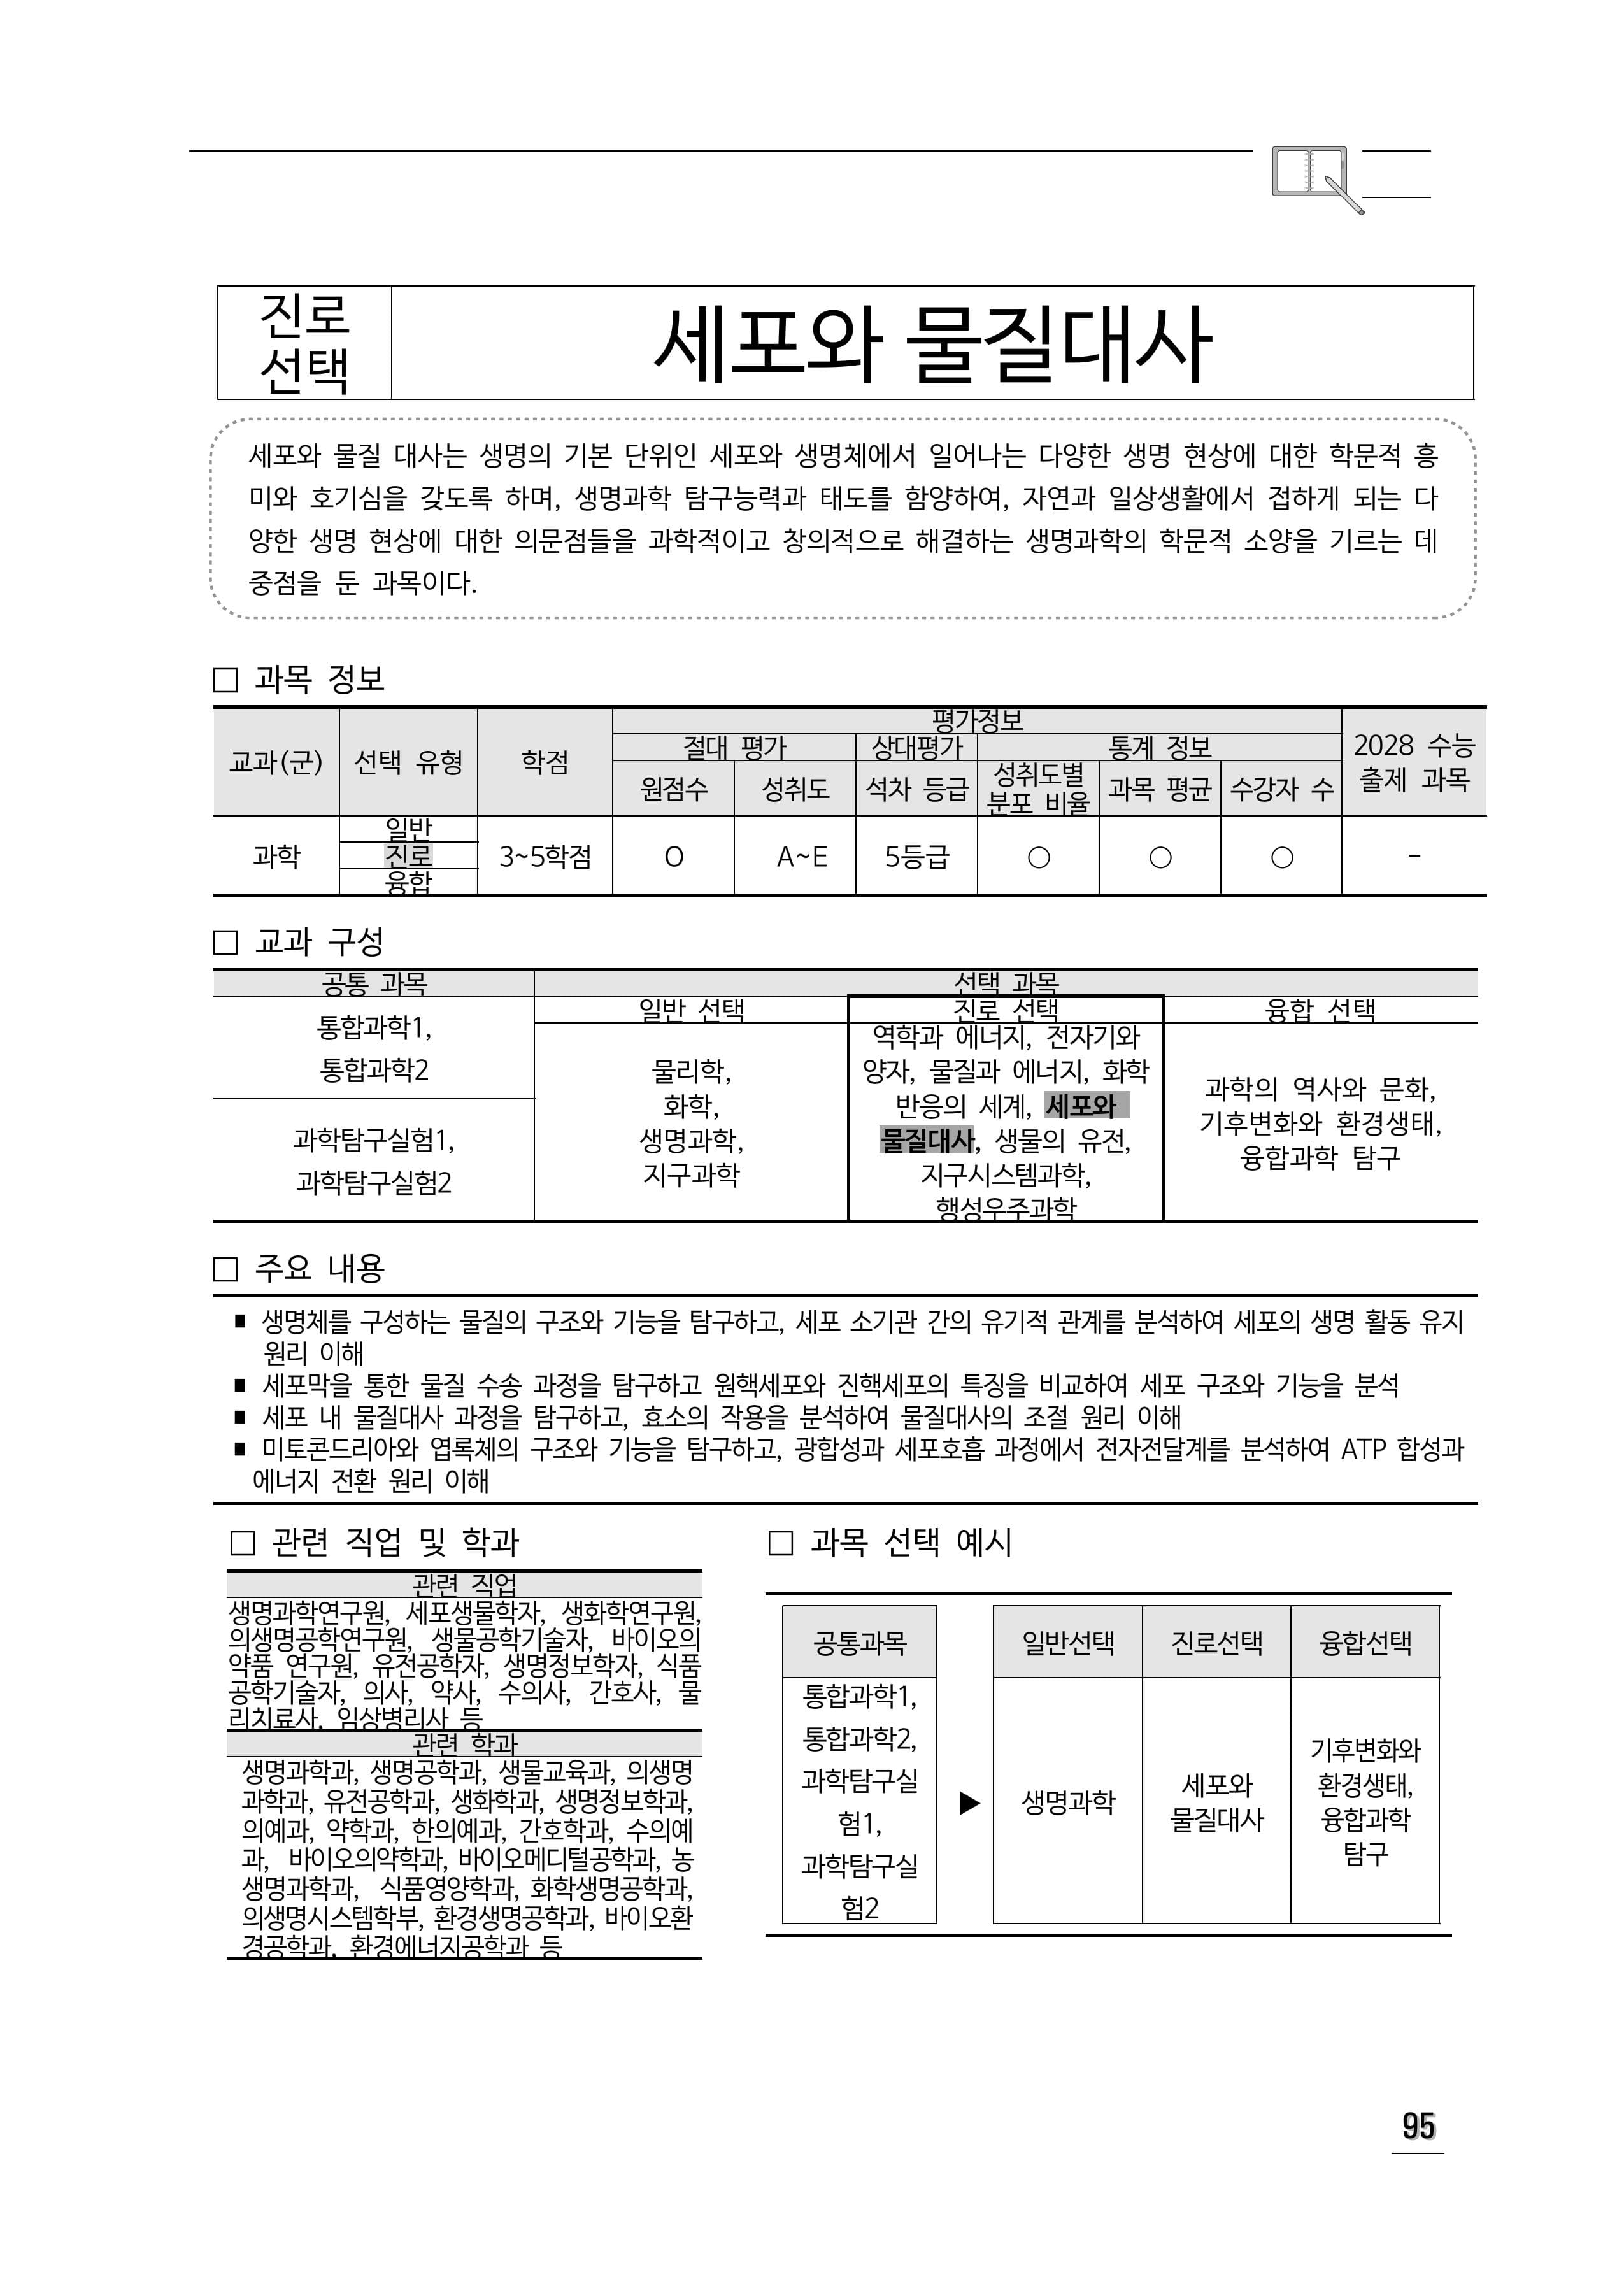 진로
선택
세포와 물질대사
세포와 물질 대사는 생명의 기본 단위인 세포와 생명체에서 일어나는 다양한 생명 현상에 대한 학문적 흥
미와 호기심을 갖도록 하며, 생명과학 탐구능력과 태도를 함양하여, 자연과 일상생활에서 접하게 되는 다
양한 생명 현상에 대한 의문점들을 과학적이고 창의적으로 해결하는 생명과학의 학문적 소양을 기르는 데
중점을 둔 과목이다.
□ 과목 정보
교과(군) 선택 유형 학점 평가정보 2028 수능
출제 과목
절대 평가 상대평가 통계 정보
원점수 성취도 석차 등급 성취도별
분포 비율 과목 평균 수강자 수
일반
과학 진로 3~5학점 O A~E 5등급 ○ ○ ○ -
융합
□ 교과 구성
공통 과목 선택 과목
일반 선택 진로 선택 융합 선택
통합과학1,
통합과학2
과학탐구실험1,
과학탐구실험2
물리학,
화학,
생명과학,
지구과학
역학과 에너지, 전자기와
양자, 물질과 에너지, 화학
반응의 세계, 세포와
물질대사, 생물의 유전,
지구시스템과학,
행성우주과학
과학의 역사와 문화,
기후변화와 환경생태,
융합과학 탐구
□ 주요 내용
■ 생명체를 구성하는 물질의 구조와 기능을 탐구하고, 세포 소기관 간의 유기적 관계를 분석하여 세포의 생명 활동 유지
원리 이해
■ 세포막을 통한 물질 수송 과정을 탐구하고 원핵세포와 진핵세포의 특징을 비교하여 세포 구조와 기능을 분석
■ 세포 내 물질대사 과정을 탐구하고, 효소의 작용을 분석하여 물질대사의 조절 원리 이해
■ 미토콘드리아와 엽록체의 구조와 기능을 탐구하고, 광합성과 세포호흡 과정에서 전자전달계를 분석하여 ATP 합성과
에너지 전환 원리 이해
□ 관련 직업 및 학과
관련 직업
생명과학연구원, 세포생물학자, 생화학연구원,
의생명공학연구원, 생물공학기술자, 바이오의
약품 연구원, 유전공학자, 생명정보학자, 식품
공학기술자, 의사, 약사, 수의사, 간호사, 물
리치료사, 임상병리사 등
관련 학과
생명과학과, 생명공학과, 생물교육과, 의생명
과학과, 유전공학과, 생화학과, 생명정보학과,
의예과, 약학과, 한의예과, 간호학과, 수의예
과, 바이오의약학과, 바이오메디털공학과, 농
생명과학과, 식품영양학과, 화학생명공학과,
의생명시스템학부, 환경생명공학과, 바이오환
경공학과, 환경에너지공학과 등
□ 과목 선택 예시
공통과목
통합과학1,
통합과학2,
과학탐구실
험1,
과학탐구실
험2
▶
일반선택 진로선택 융합선택
생명과학
세포와
물질대사
기후변화와
환경생태,
융합과학
탐구
95